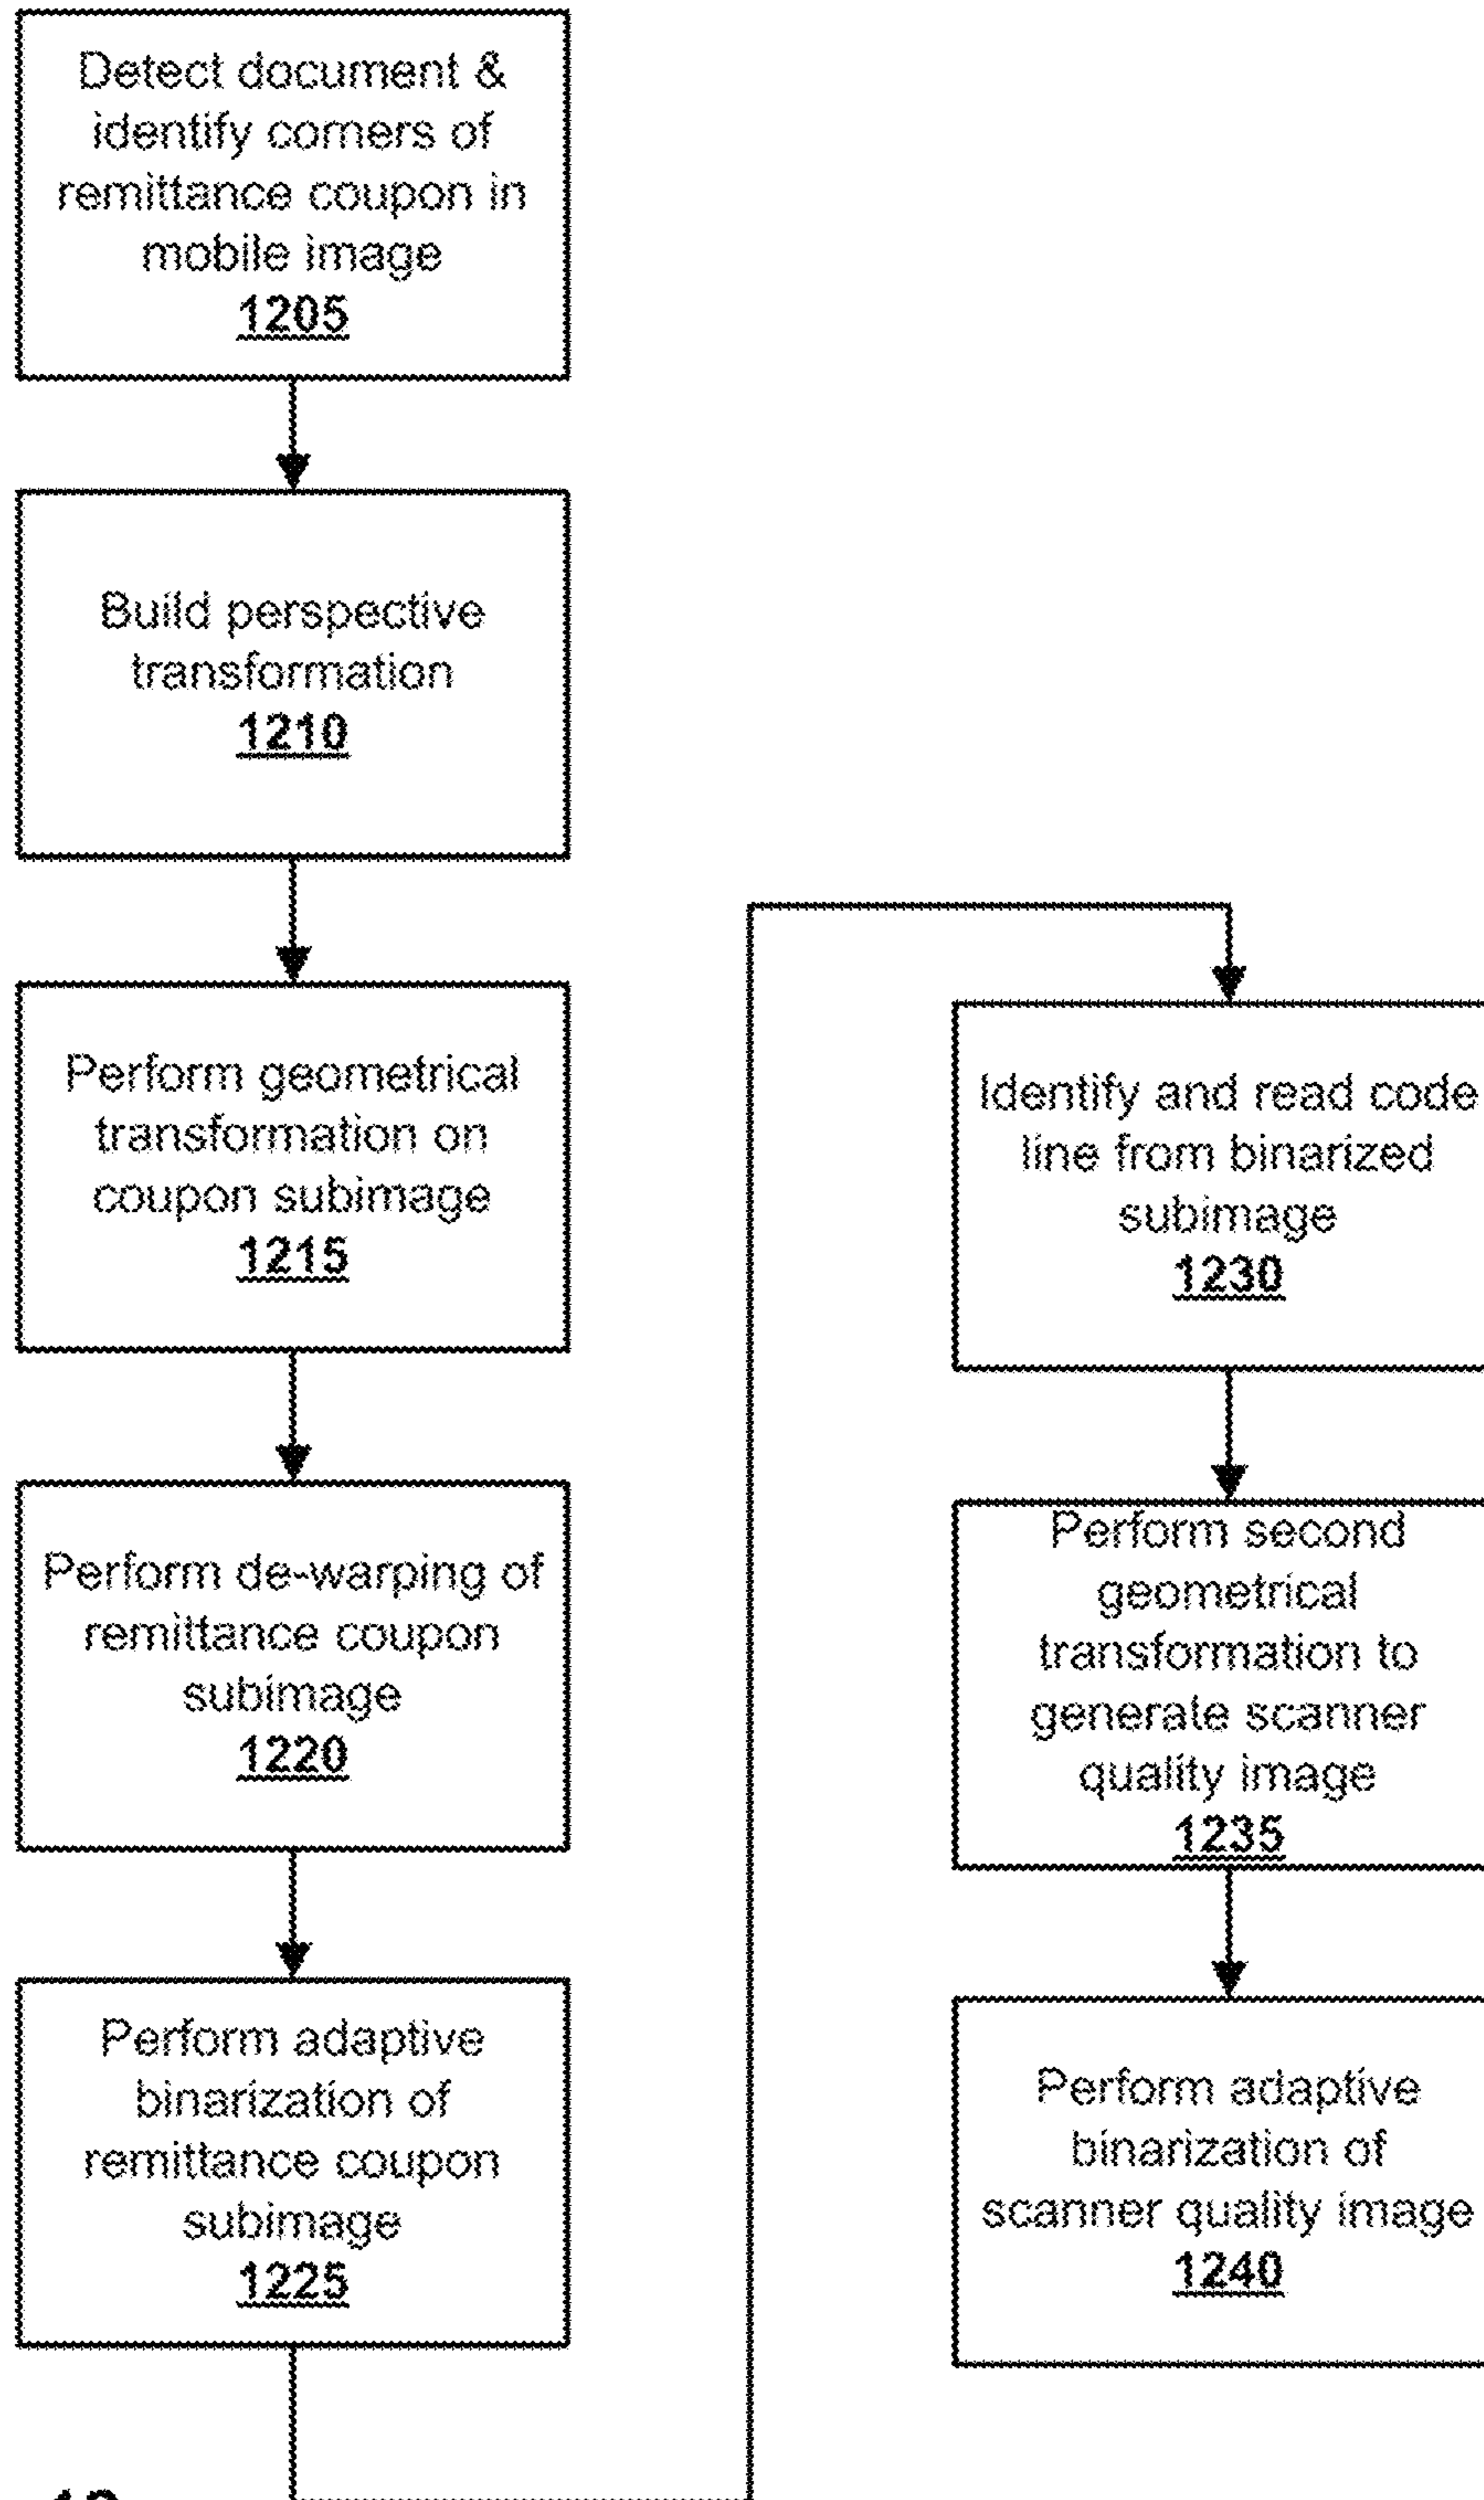 Detect document &
identify corners of
remittance coupon in
mobile image
1205
Build perspective
transformation
1210
Perform geometrical
transformation on
coupon subimage
1215
Perform de-warping of
remittance coupon
subimage
1220
Perform adaptive
binarization of
remittance coupon
subimage
1225
Identify and read code
line from binarized
subimage
1230
Perform second
geometrical
transformation to
generate scanner
quality image
1235
Perform adaptive
binarization of
scanner quality image
1240